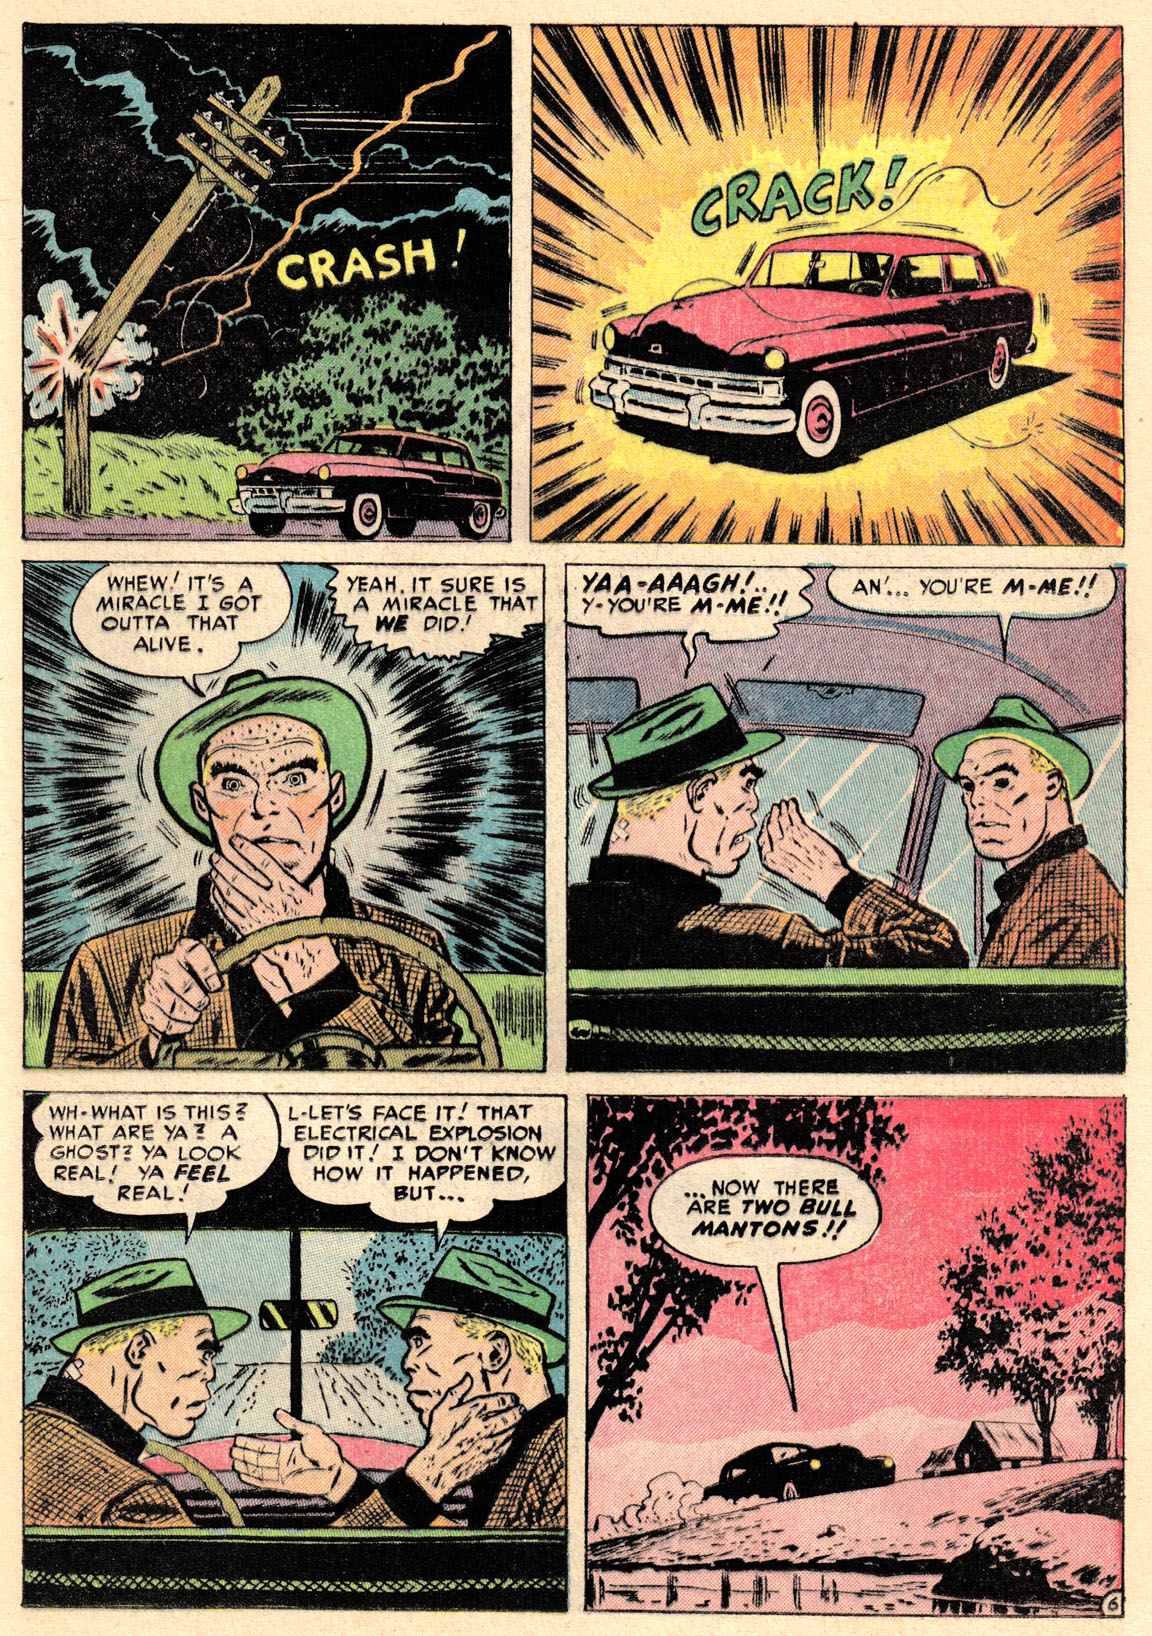 CRASH!
CRACK!
WHEW! IT'S A
MIRACLE I GOT
OUTTA THAT
ALIVE.
YEAH. IT SURE IS
A MIRACLE THAT
WE DID!
YAA-AAAGH!..
Y-YOU'RE M-ME!!
AN'... YOU'RE M-ME!!
WH-WHAT IS THIS?
WHAT ARE YA? A
GHOST? YA LOOK
REAL! YA FEEL
REAL!
L-LET'S FACE IT! THAT
ELECTRICAL EXPLOSION
DID IT! I DON'T KNOW
HOW IT HAPPENED,
BUT...
...NOW THERE
ARE TWO BULL
MANTONS!!
6